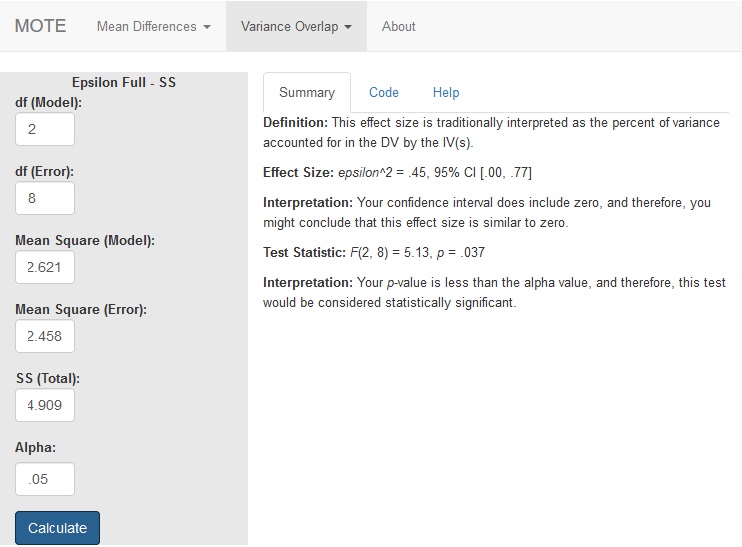 MOTE Mean Differences Variance Overlap About
Epsilon Full - SS
df (Model):
2
df (Error):
8
Mean Square (Model):
2.621
Mean Square (Error):
2.458
SS (Total):
4.909
Alpha:
.05
Calculate
Summary Code Help
Definition: This effect size is traditionally interpreted as the percent of variance
accounted for in the DV by the IV(s).
Effect Size: epsilon^2 = .45, 95% CI [.00, .77]
Interpretation: Your confidence interval does include zero, and therefore, you
might conclude that this effect size is similar to zero.
Test Statistic: F(2, 8) = 5.13, p = .037
Interpretation: Your p-value is less than the alpha value, and therefore, this test
would be considered statistically significant.